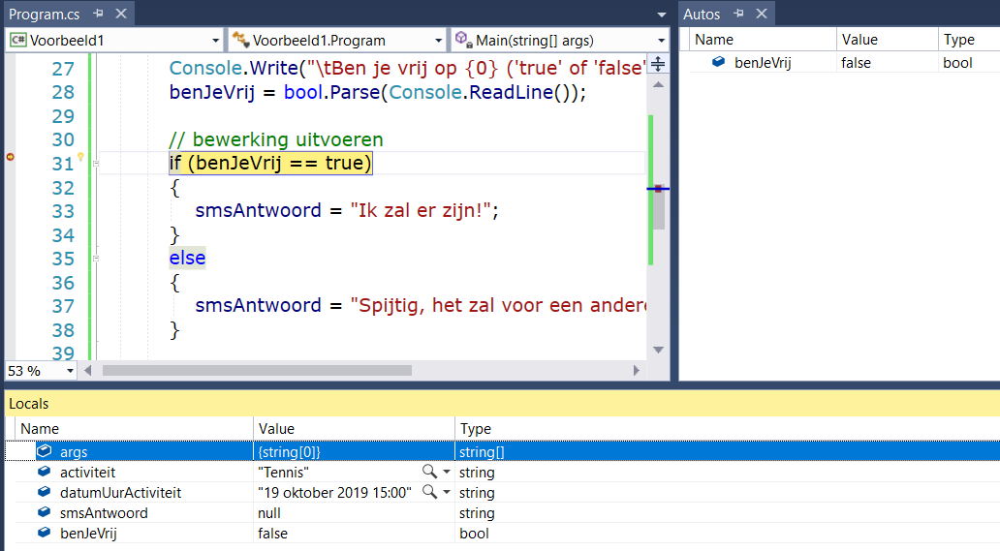 Program.cs
C# Voorbeeld1
Voorbeeld1.Program
Main(string[] args)
27 Console.Write("\tBen je vrij op {0} ('true' of 'false'
28 benJeVrij = bool.Parse(Console.ReadLine());
29
30 // bewerking uitvoeren
31 if (benJeVrij == true)
32 {
33 smsAntwoord = "Ik zal er zijn!";
34 }
35 else
36 {
37 smsAntwoord = "Spijtig, het zal voor een andere
38 }
39
53 %
Autos
Name Value Type
benJeVrij false bool
Locals
Name Value Type
args {string[0]} string[]
activiteit "Tennis" string
datumUurActiviteit "19 oktober 2019 15:00" string
smsAntwoord null string
benJeVrij false bool